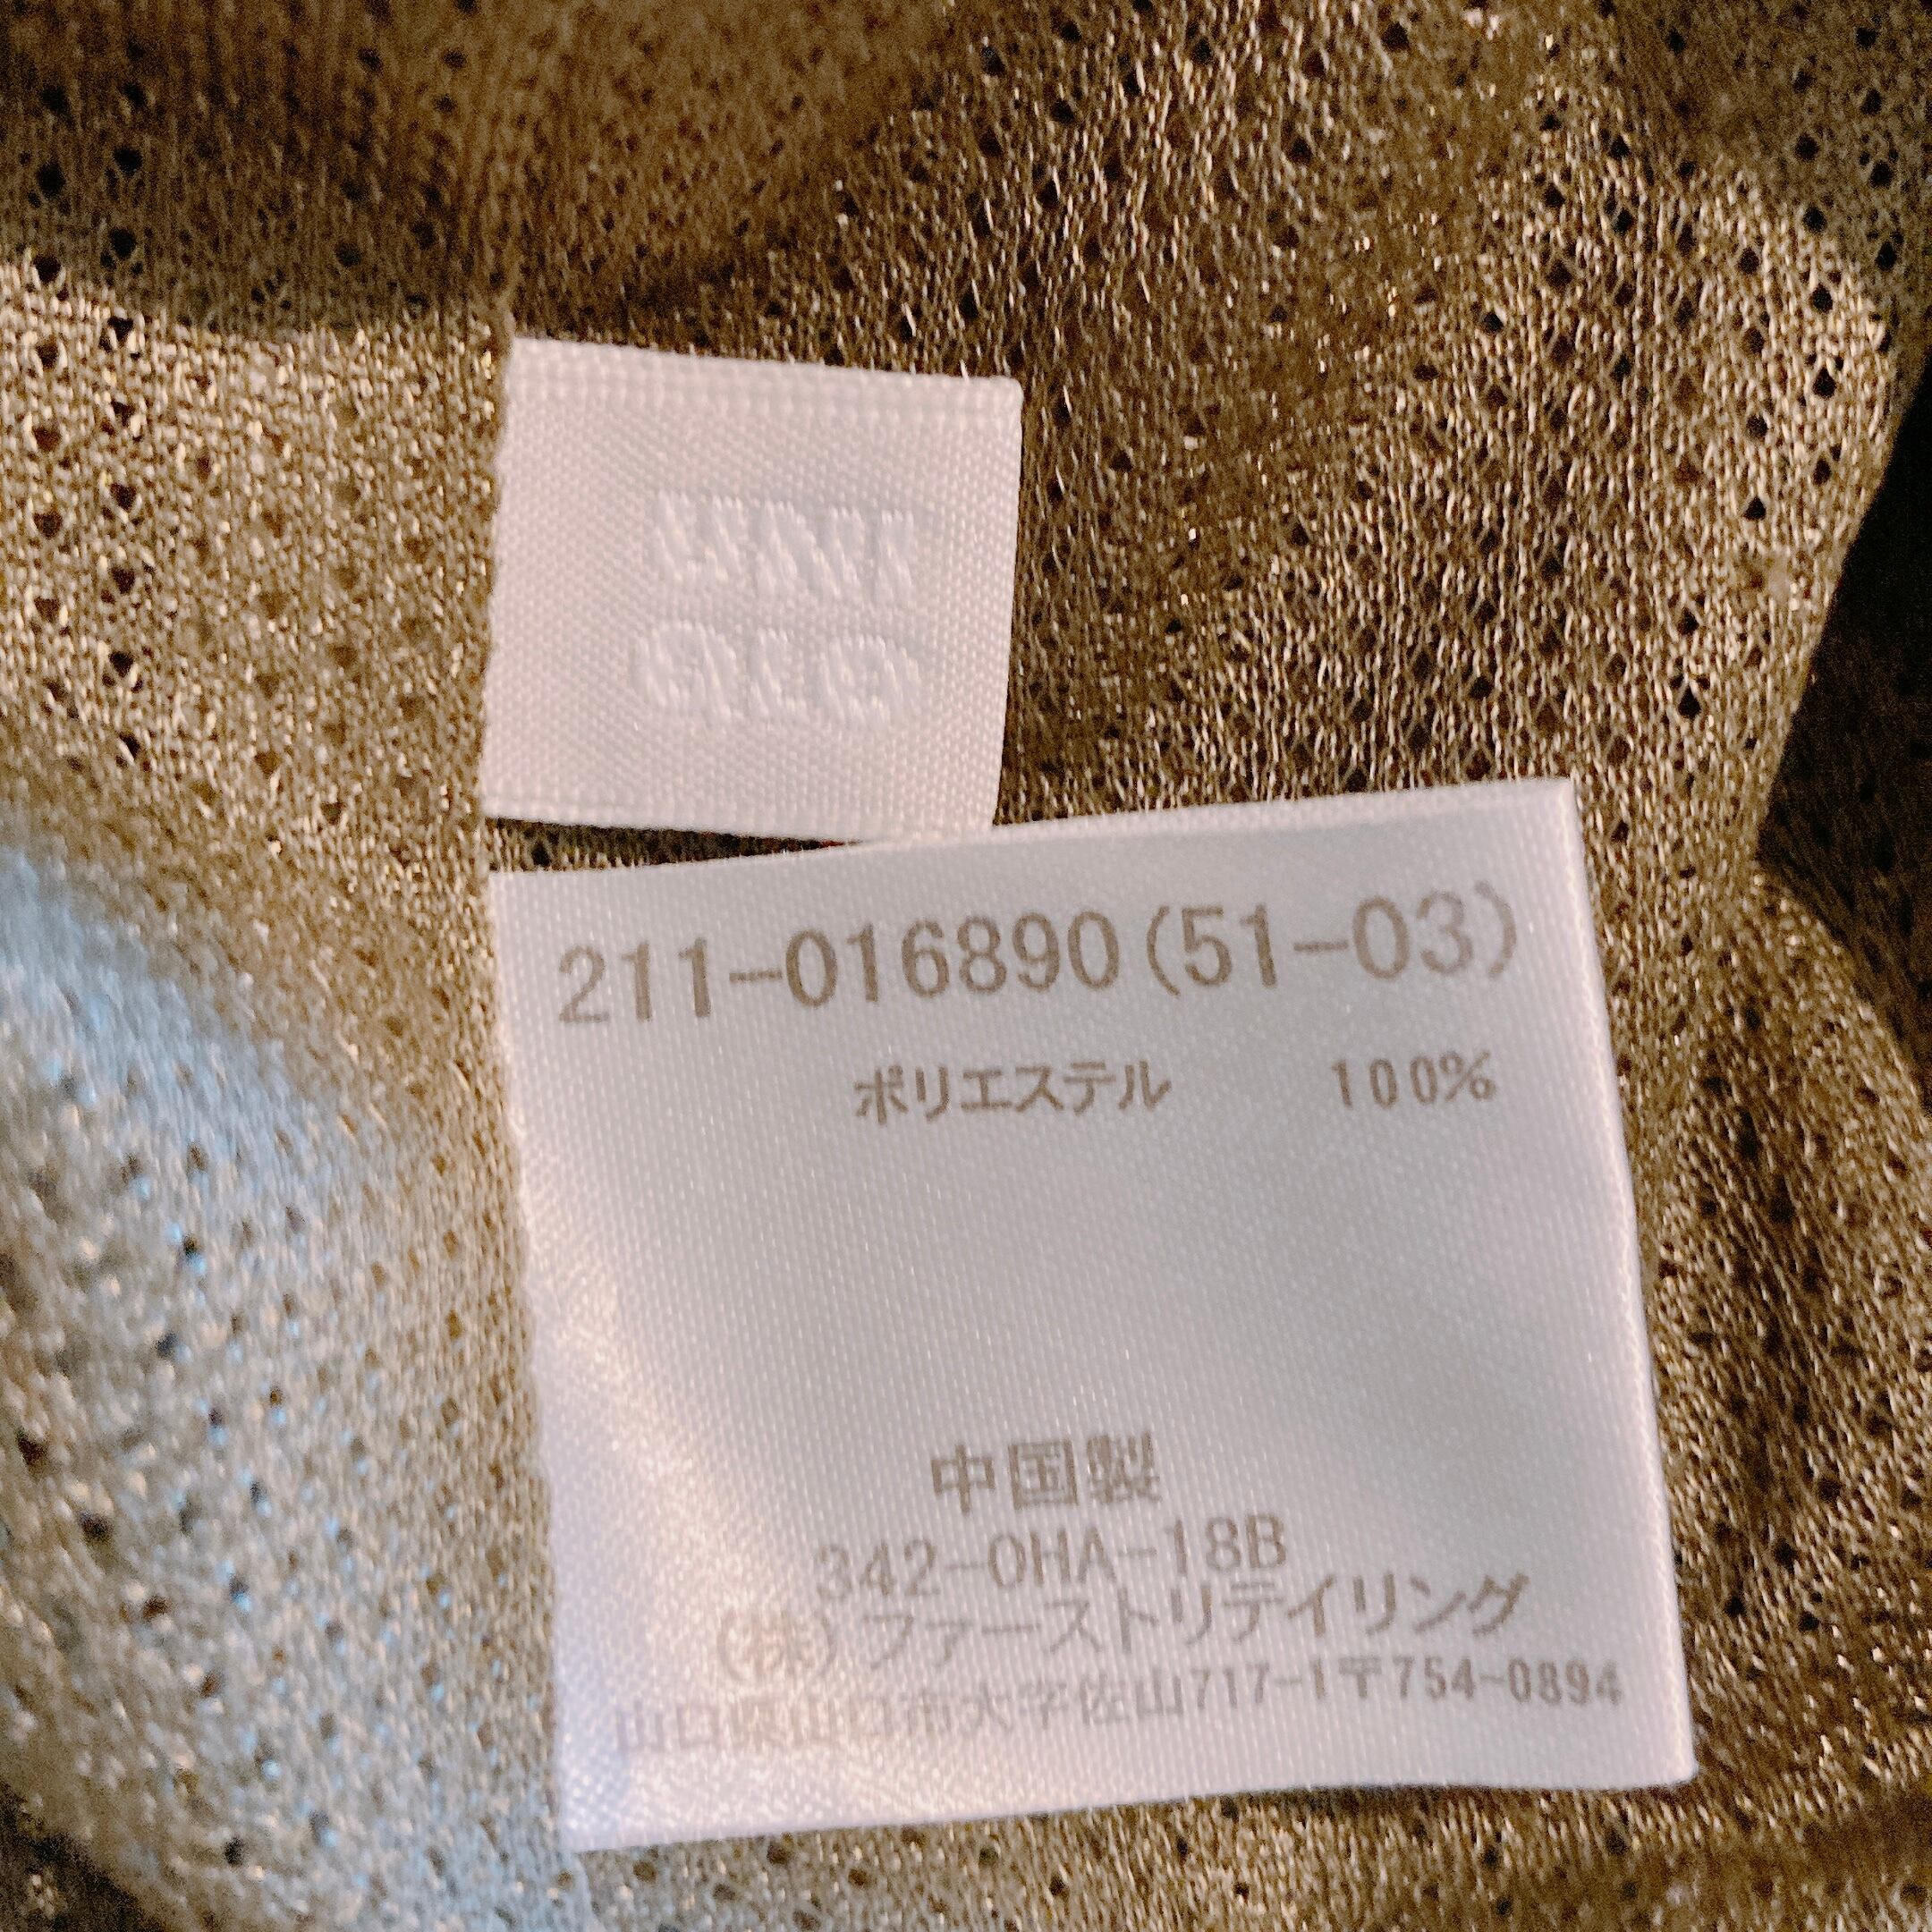 211-016890(51-03)
ポリエステル 100%
中国製
342-0HA-18B
(株)ファーストリテイリング
山口県山口市大字佐山717-1〒754-0894